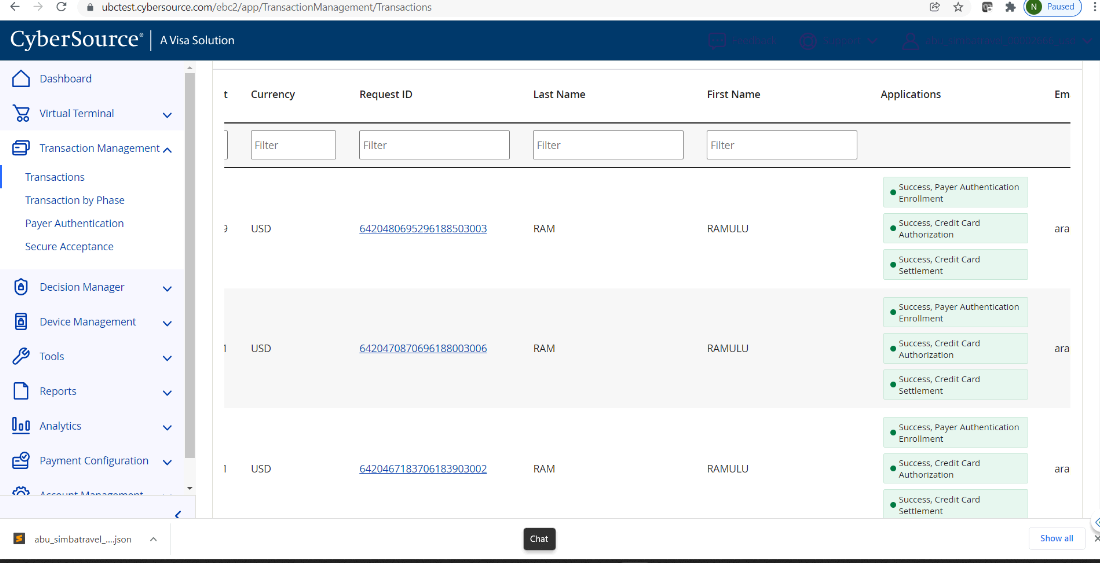 ubctest.cybersource.com/ebc2/app/TransactionManagement/Transactions
N Paused
CyberSource® | A Visa Solution
Dashboard
Virtual Terminal
Transaction Management
Transactions
Transaction by Phase
Payer Authentication
Secure Acceptance
Decision Manager
Device Management
Tools
Reports
Analytics
Payment Configuration
Account Management
t Currency Request ID Last Name First Name Applications Em
Filter Filter Filter Filter
9 USD 6420480695296188503003 RAM RAMULU ara
Success, Payer Authentication
Enrollment
Success, Credit Card
Authorization
Success, Credit Card
Settlement
1 USD 6420470870696188003006 RAM RAMULU ara
Success, Payer Authentication
Enrollment
Success, Credit Card
Authorization
Success, Credit Card
Settlement
1 USD 6420467183706183903002 RAM RAMULU ara
Success, Payer Authentication
Enrollment
Success, Credit Card
Authorization
Success, Credit Card
Settlement
abu_simbatravel_....json
Chat
Show all